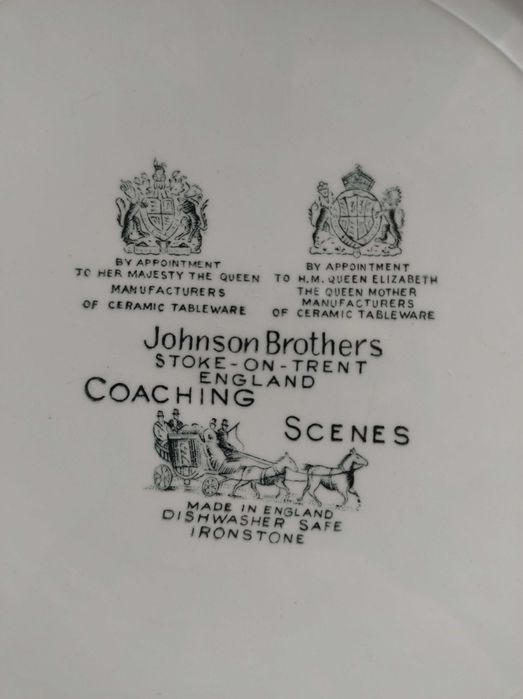 BY APPOINTMENT
TO HER MAJESTY THE QUEEN
MANUFACTURERS
OF CERAMIC TABLEWARE
BY APPOINTMENT
TO H.M. QUEEN ELIZABETH
THE QUEEN MOTHER
MANUFACTURERS
OF CERAMIC TABLEWARE
Johnson Brothers
STOKE-ON-TRENT
ENGLAND
COACHING
SCENES
MADE IN ENGLAND
DISHWASHER SAFE
IRONSTONE